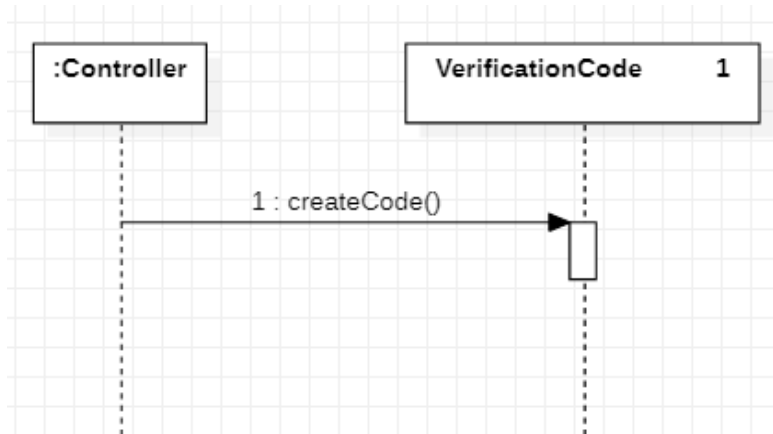 :Controller
VerificationCode 1
1 : createCode()